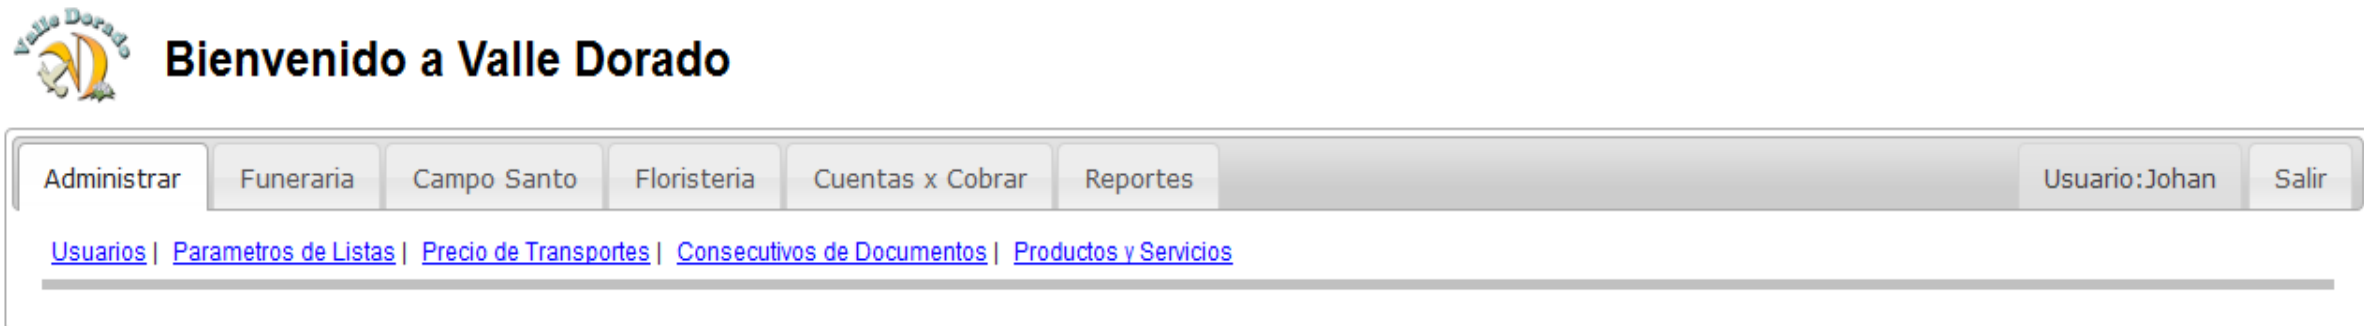 Valle Dorado
Bienvenido a Valle Dorado
Administrar Funeraria Campo Santo Floristeria Cuentas x Cobrar Reportes Usuario:Johan Salir
Usuarios | Parametros de Listas | Precio de Transportes | Consecutivos de Documentos | Productos y Servicios